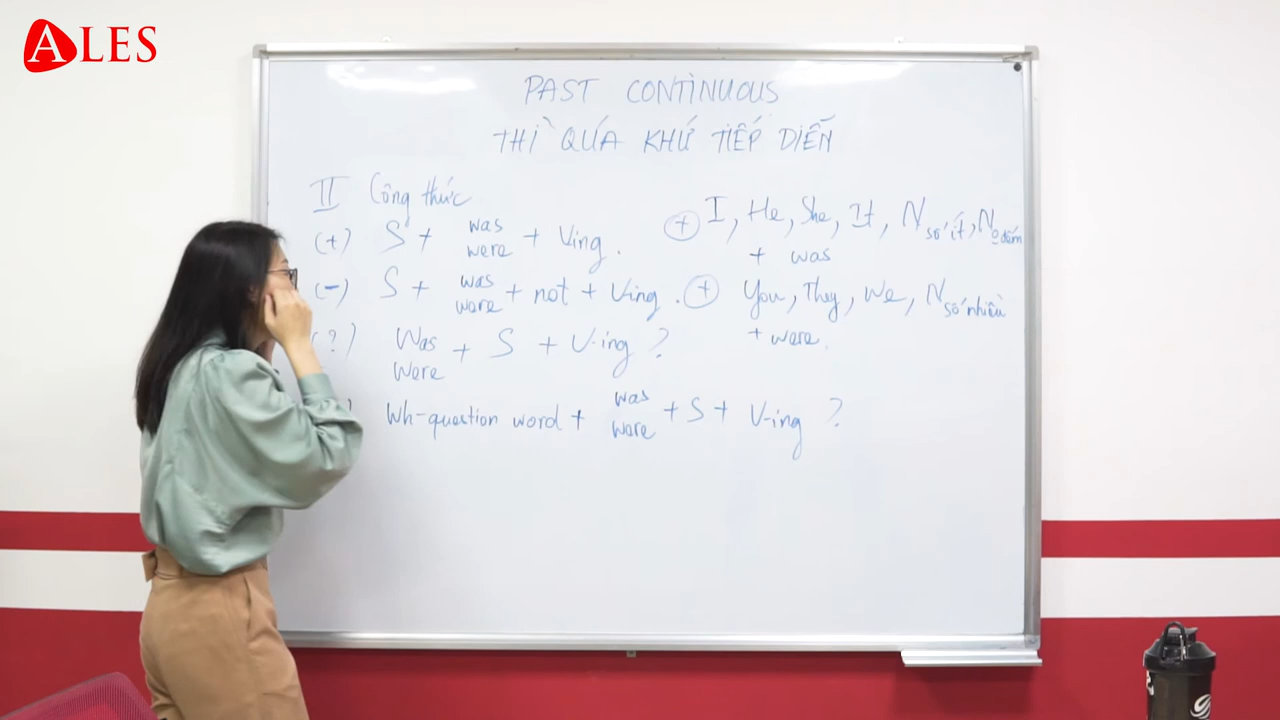 ALES
PAST CONTINUOUS
THÌ QÚA KHỨ TIẾP DIỄN
II Công thức
(+) S + was/were + Ving.
(-) S + was/were + not + V-ing.
(?) Was/Were + S + V-ing?
Wh-question word + was/were + S + V-ing?
+ I, He, She, It, N số ít, N o đếm
+ was
+ You, They, We, N số nhiều
+ were.